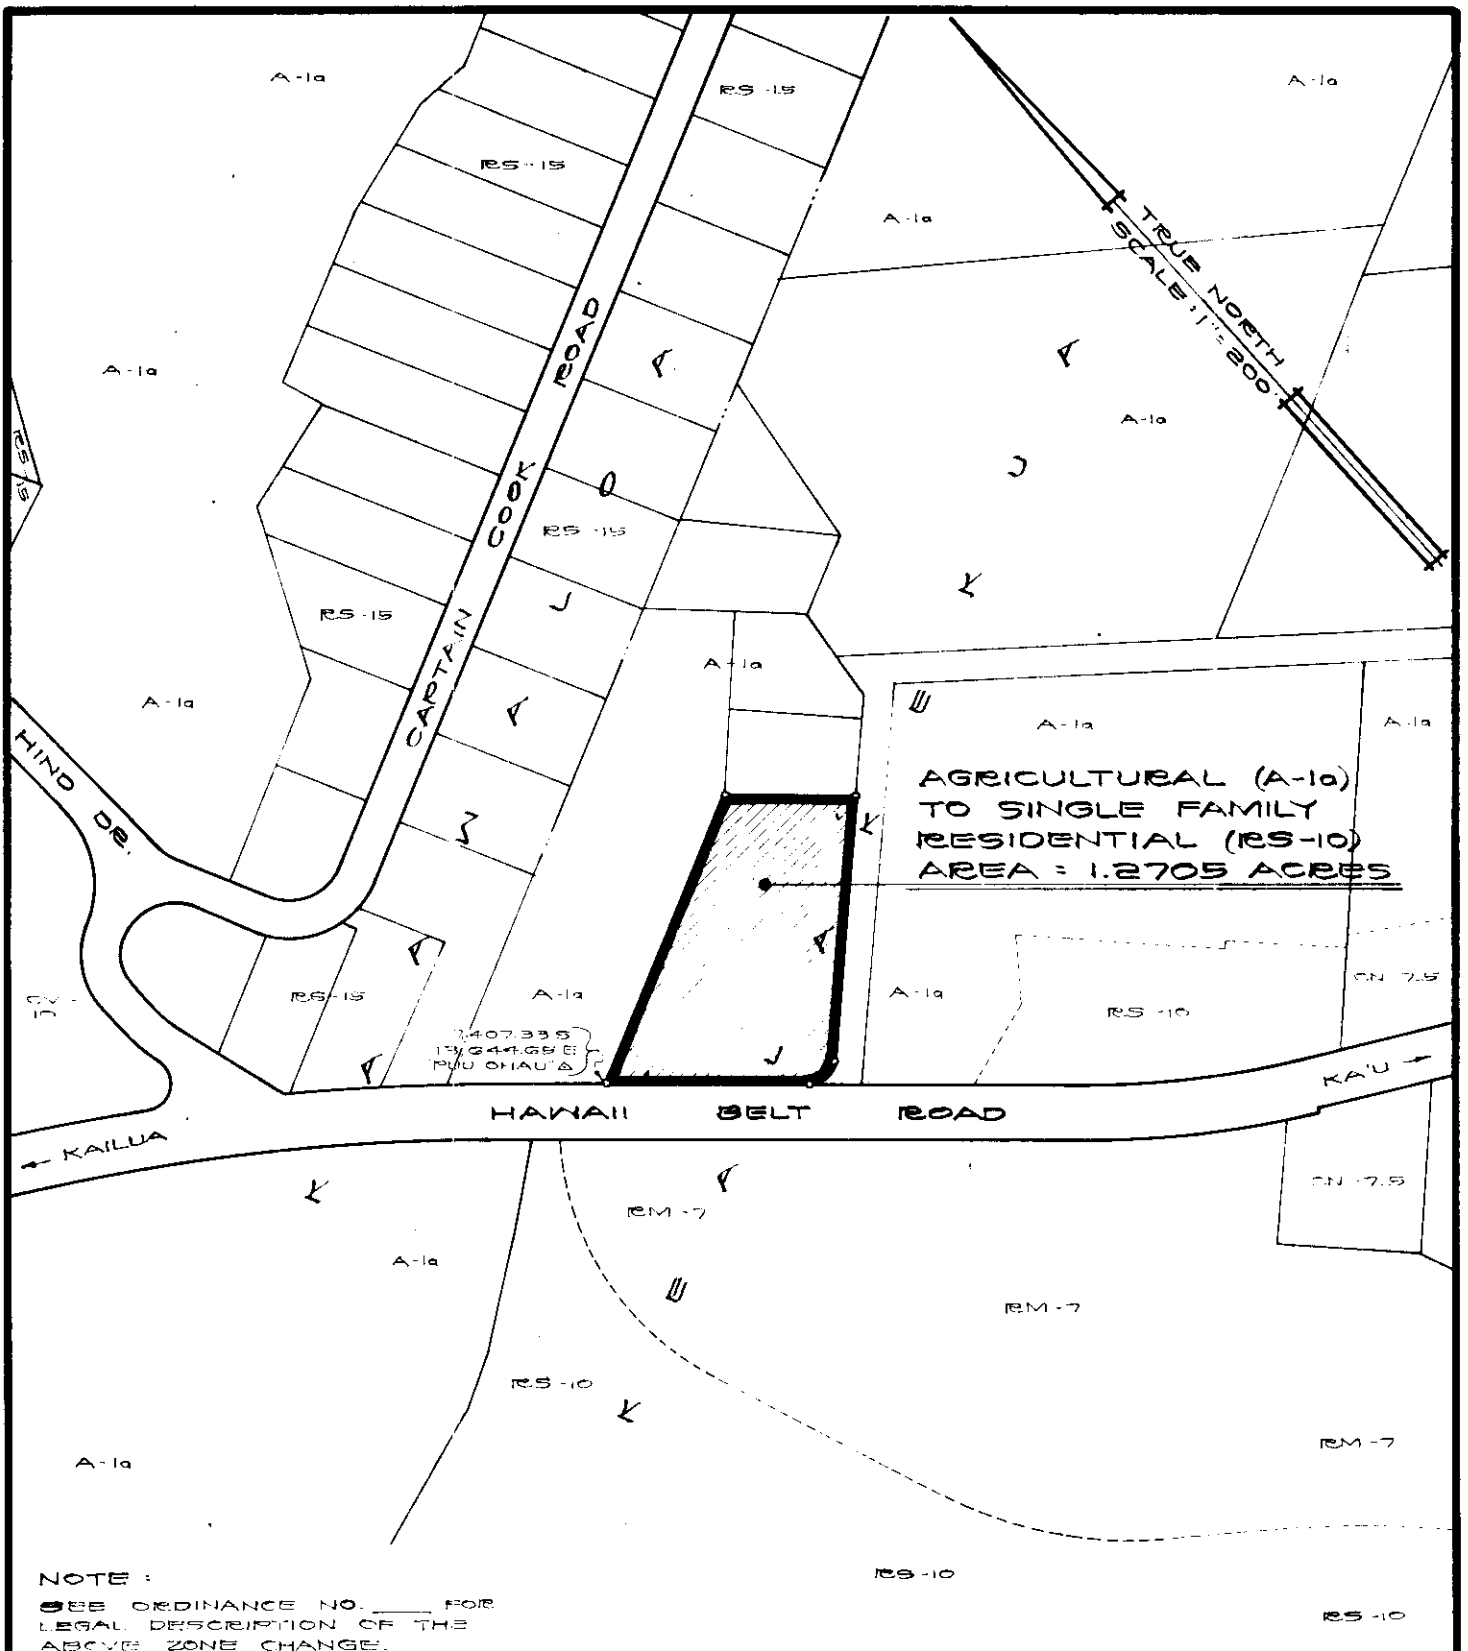 A-1a
RS-15
A-1a
RS-15
A-1a
TRUE NORTH
SCALE : 1" = 200'
A-1a
RS-15
A-1a
RS-15
CAPTAIN COOK ROAD
RS-15
A-1a
A-1a
A-1a
A-1a
HIND DR.
AGRICULTURAL (A-1a)
TO SINGLE FAMILY
RESIDENTIAL (RS-10)
AREA = 1.2705 ACRES
RS-15
A-1a
A-1a
RS-10
CN-7.5
PUU OHAU
HAWAII BELT ROAD
KA'U
KAILUA
CN-7.5
RM-7
A-1a
RM-7
RS-10
RM-7
A-1a
RS-10
RS-10
NOTE :
SEE ORDINANCE NO. ____ FOR
LEGAL DESCRIPTION OF THE
ABOVE ZONE CHANGE.